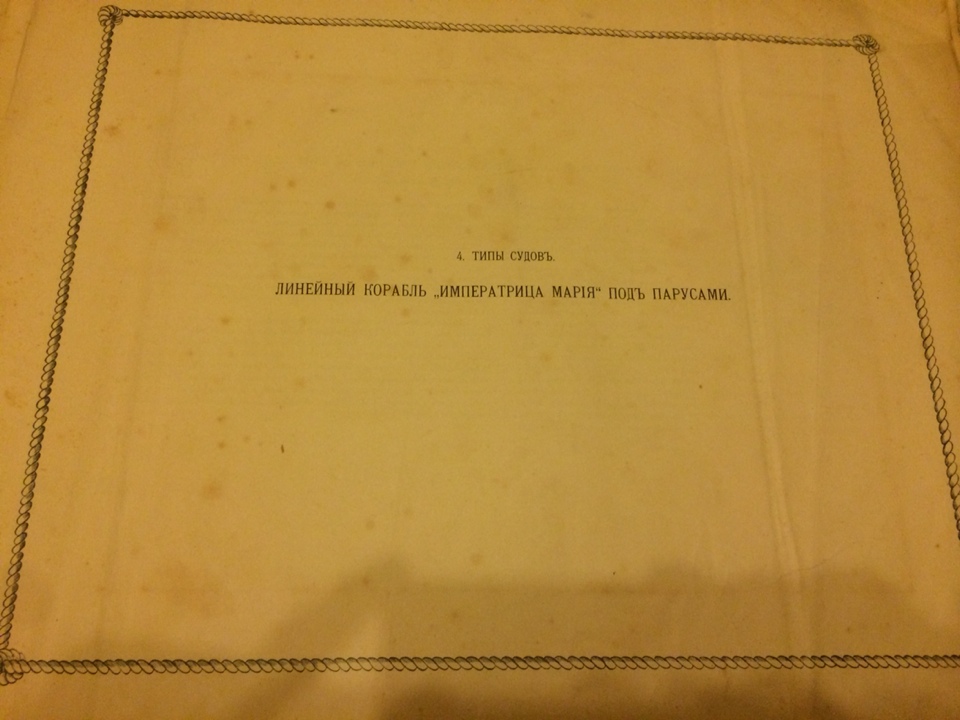 4. ТИПЫ СУДОВЪ.
ЛИНЕЙНЫЙ КОРАБЛЬ „ИМПЕРАТРИЦА МАРІЯ“ ПОДЪ ПАРУСАМИ.